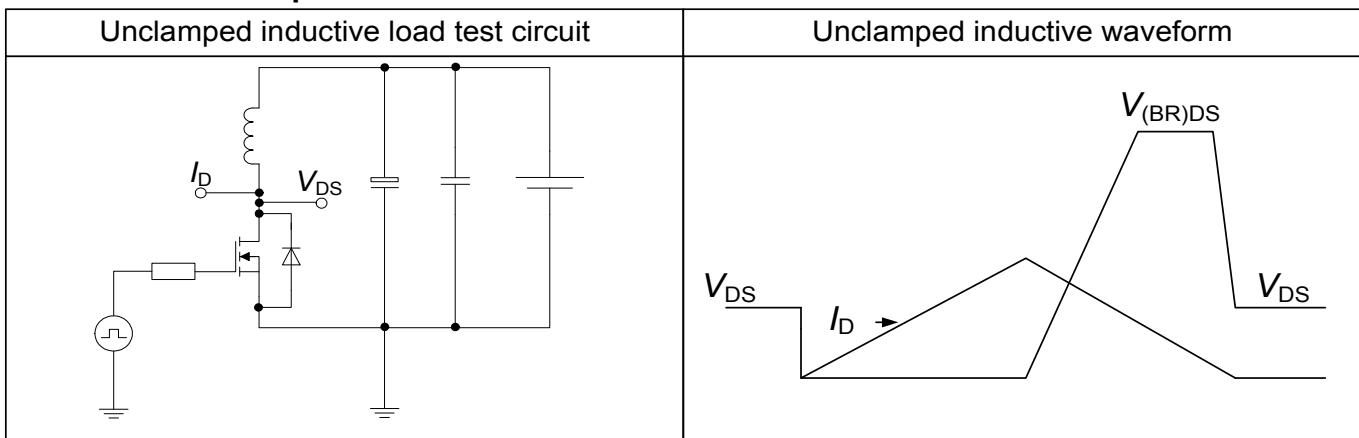 Unclamped inductive load test circuit
Unclamped inductive waveform
I_D
V_DS
V_(BR)DS
V_DS
I_D
V_DS